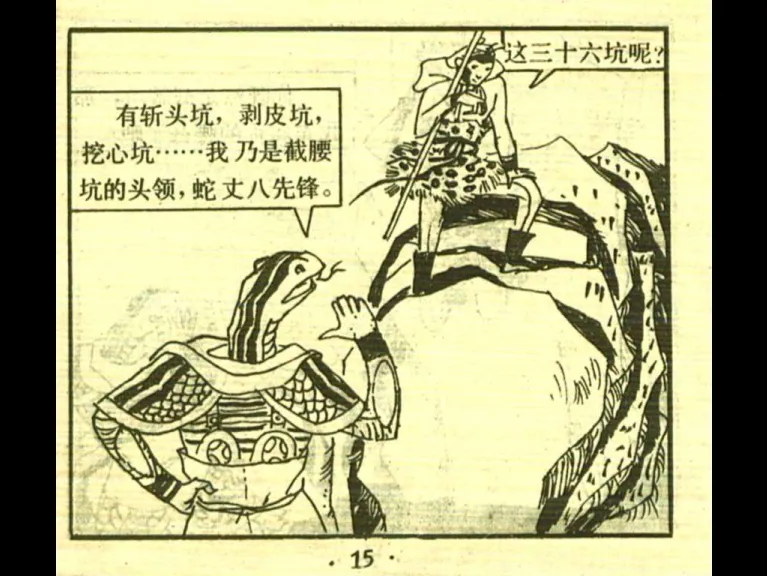 这三十六坑呢?
有斩头坑，剥皮坑，
挖心坑……我乃是截腰
坑的头领，蛇丈八先锋。
· 15 ·